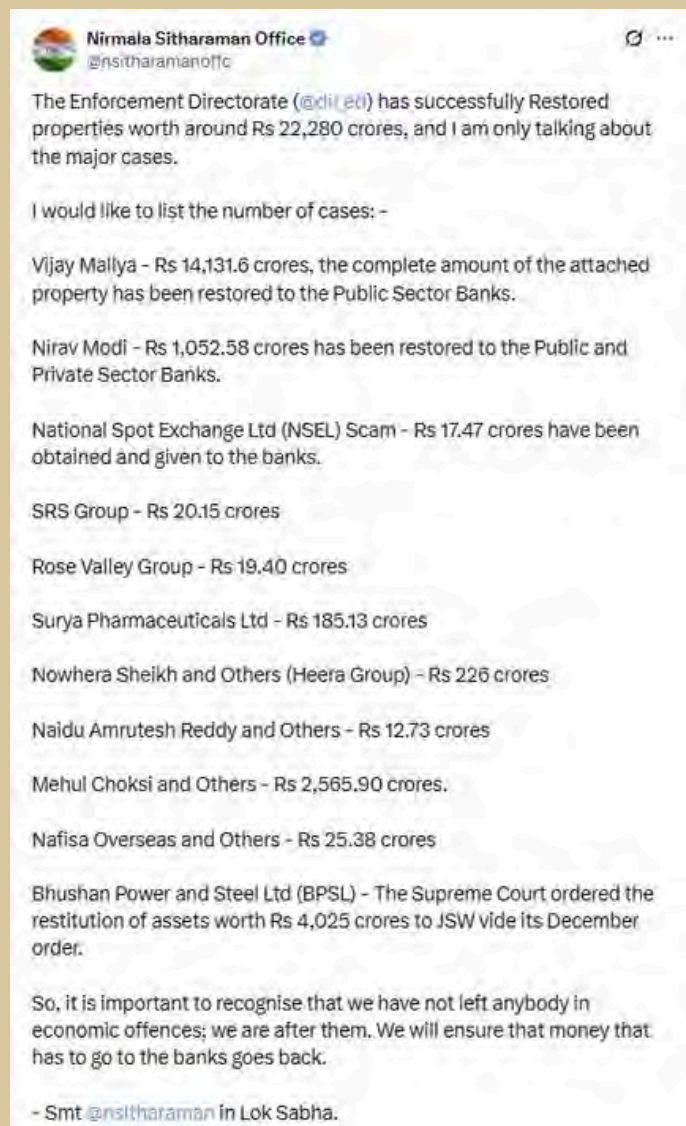 Nirmala Sitharaman Office
@nsitharamanoffc
The Enforcement Directorate (@dir_ed) has successfully Restored
properties worth around Rs 22,280 crores, and I am only talking about
the major cases.
I would like to list the number of cases: -
Vijay Mallya - Rs 14,131.6 crores, the complete amount of the attached
property has been restored to the Public Sector Banks.
Nirav Modi - Rs 1,052.58 crores has been restored to the Public and
Private Sector Banks.
National Spot Exchange Ltd (NSEL) Scam - Rs 17.47 crores have been
obtained and given to the banks.
SRS Group - Rs 20.15 crores
Rose Valley Group - Rs 19.40 crores
Surya Pharmaceuticals Ltd - Rs 185.13 crores
Nowhera Sheikh and Others (Heera Group) - Rs 226 crores
Naidu Amrutesh Reddy and Others - Rs 12.73 crores
Mehul Choksi and Others - Rs 2,565.90 crores.
Nafisa Overseas and Others - Rs 25.38 crores
Bhushan Power and Steel Ltd (BPSL) - The Supreme Court ordered the
restitution of assets worth Rs 4,025 crores to JSW vide its December
order.
So, it is important to recognise that we have not left anybody in
economic offences; we are after them. We will ensure that money that
has to go to the banks goes back.
- Smt @nsitharaman in Lok Sabha.